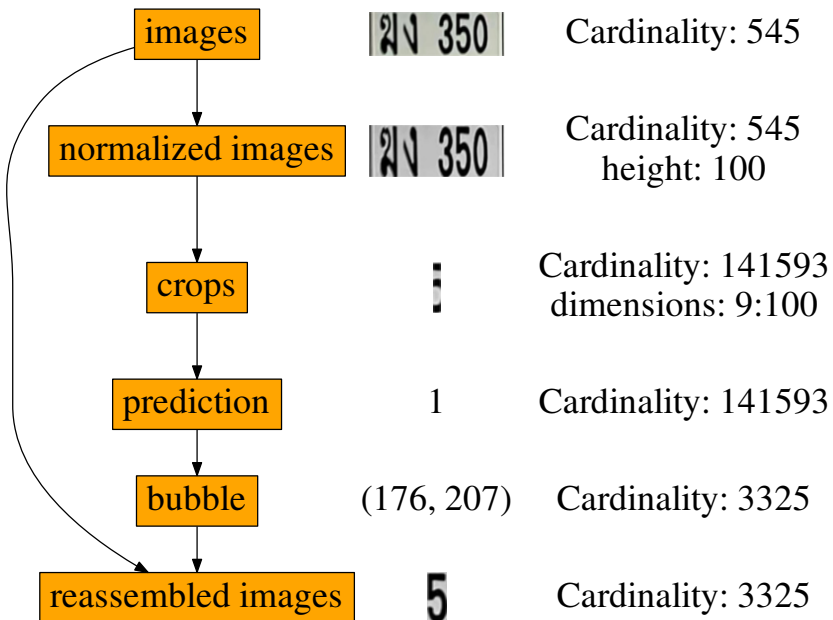 images
350
Cardinality: 545
normalized images
350
Cardinality: 545
height: 100
crops
Cardinality: 141593
dimensions: 9:100
prediction
1
Cardinality: 141593
bubble
(176, 207)
Cardinality: 3325
reassembled images
5
Cardinality: 3325